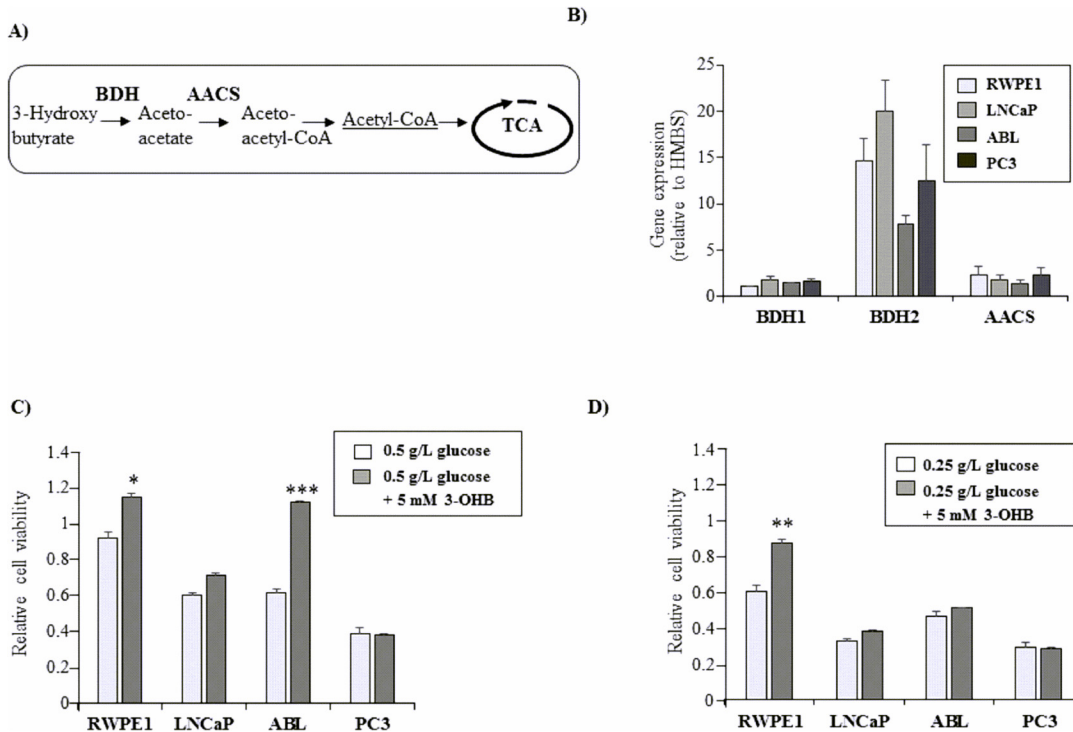 A)
BDH AACS
3-Hydroxy Aceto- Aceto- Acetyl-CoA TCA
butyrate acetate acetyl-CoA
B)
Gene expression
(relative to HMBS)
25
20
15
10
5
0
RWPE1
LNCaP
ABL
PC3
BDH1 BDH2 AACS
C)
Relative cell viability
1.4
1.2
1
0.8
0.6
0.4
0.2
0
* ***
0.5 g/L glucose
0.5 g/L glucose
+ 5 mM 3-OHB
RWPE1 LNCaP ABL PC3
D)
Relative cell viability
1.4
1.2
1
0.8
0.6
0.4
0.2
0
**
0.25 g/L glucose
0.25 g/L glucose
+ 5 mM 3-OHB
RWPE1 LNCaP ABL PC3